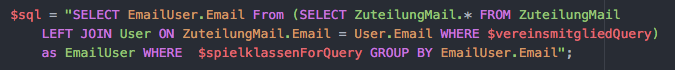 $sql = "SELECT EmailUser.Email From (SELECT ZuteilungMail.* FROM ZuteilungMail
LEFT JOIN User ON ZuteilungMail.Email = User.Email WHERE $vereinsmitgliedQuery)
as EmailUser WHERE  $spielklassenForQuery GROUP BY EmailUser.Email";